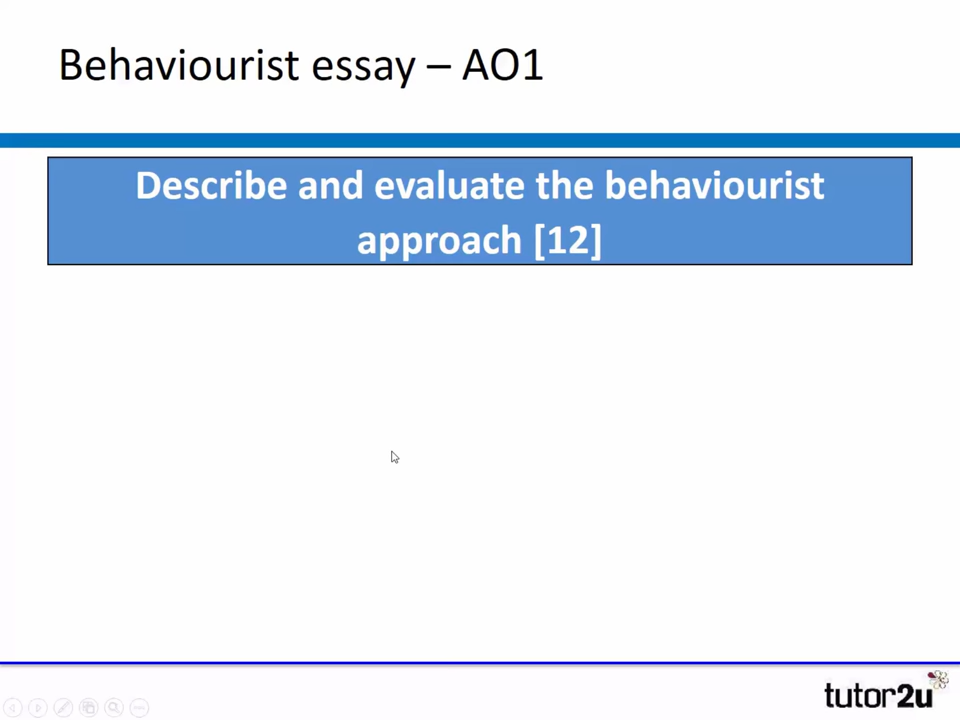 Behaviourist essay – AO1
Describe and evaluate the behaviourist
approach [12]
tutor2u